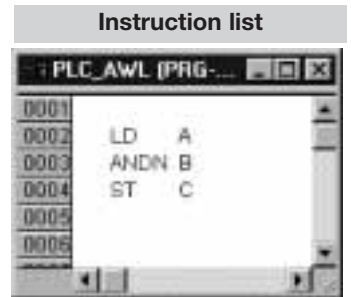 Instruction list
PLC_AWL (PRG-...
0001
0002 LD A
0003 ANDN B
0004 ST C
0005
0006